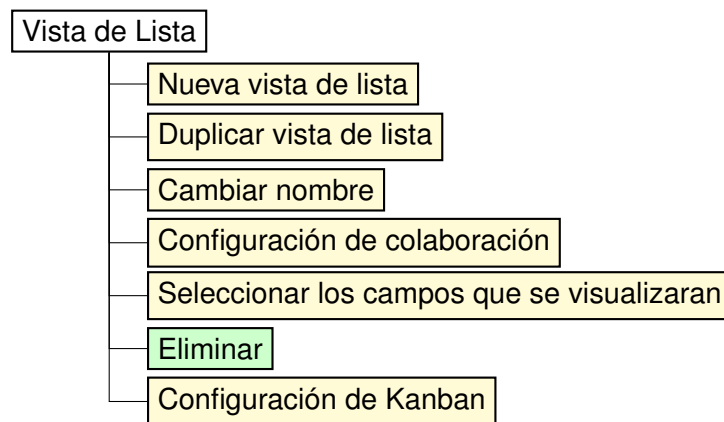 Vista de Lista
Nueva vista de lista
Duplicar vista de lista
Cambiar nombre
Configuración de colaboración
Seleccionar los campos que se visualizaran
Eliminar
Configuración de Kanban